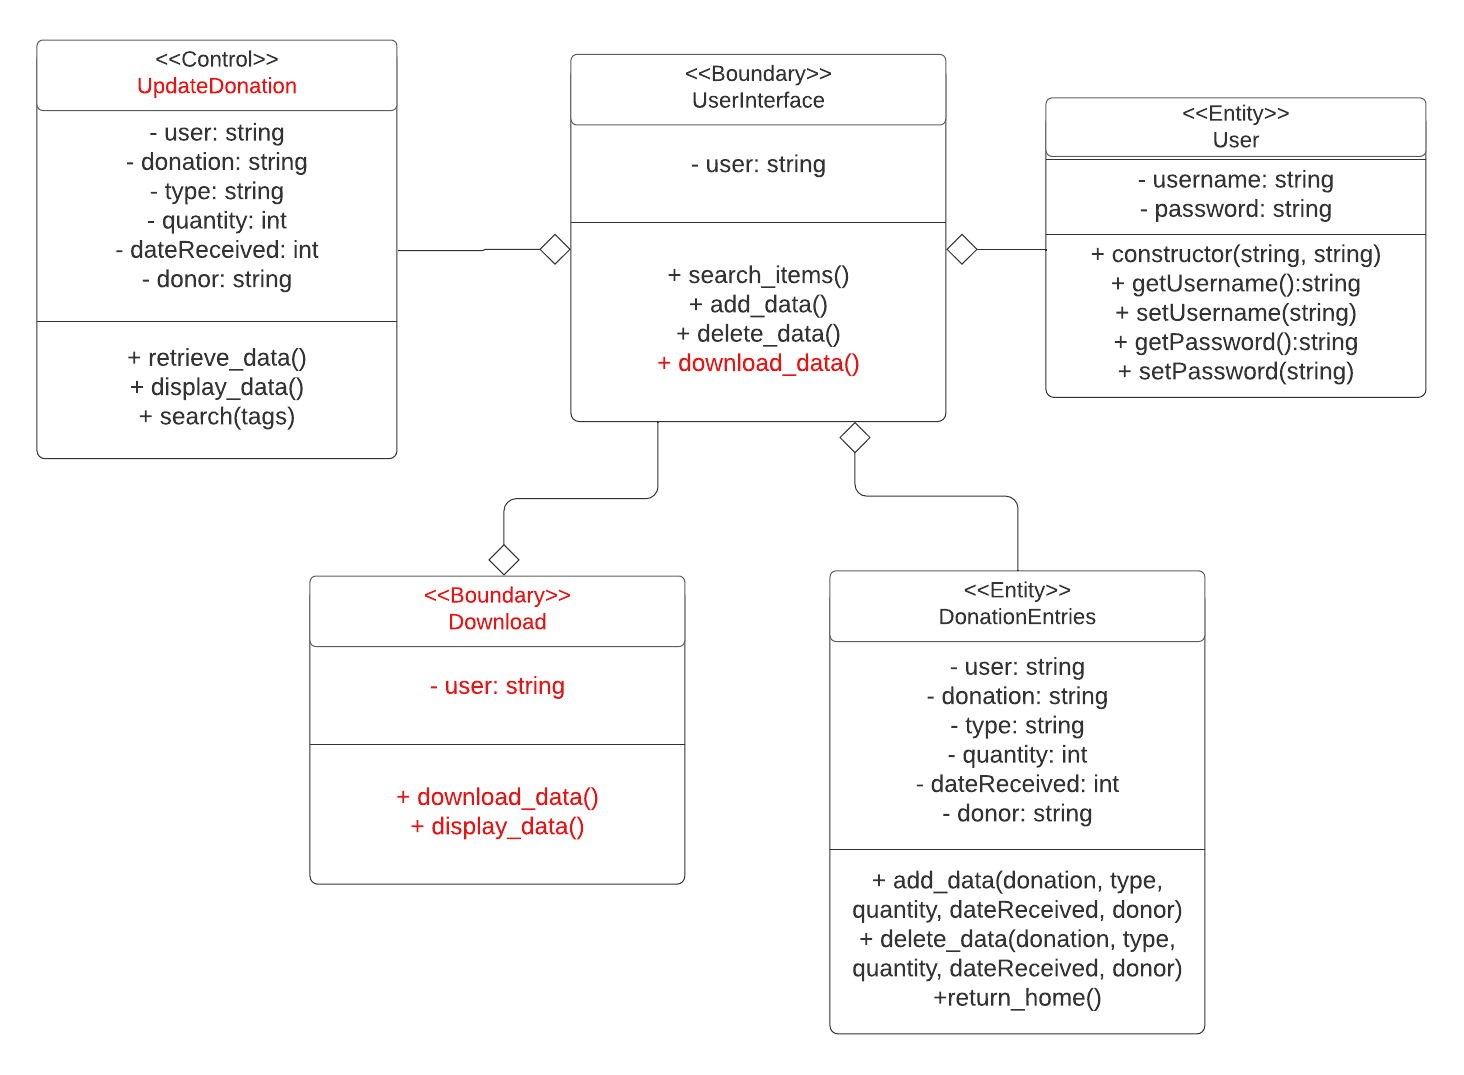 <<Control>>
UpdateDonation
- user: string
- donation: string
- type: string
- quantity: int
- dateReceived: int
- donor: string
+ retrieve_data()
+ display_data()
+ search(tags)
<<Boundary>>
UserInterface
- user: string
+ search_items()
+ add_data()
+ delete_data()
+ download_data()
<<Entity>>
User
- username: string
- password: string
+ constructor(string, string)
+ getUsername():string
+ setUsername(string)
+ getPassword():string
+ setPassword(string)
<<Boundary>>
Download
- user: string
+ download_data()
+ display_data()
<<Entity>>
DonationEntries
- user: string
- donation: string
- type: string
- quantity: int
- dateReceived: int
- donor: string
+ add_data(donation, type,
quantity, dateReceived, donor)
+ delete_data(donation, type,
quantity, dateReceived, donor)
+return_home()